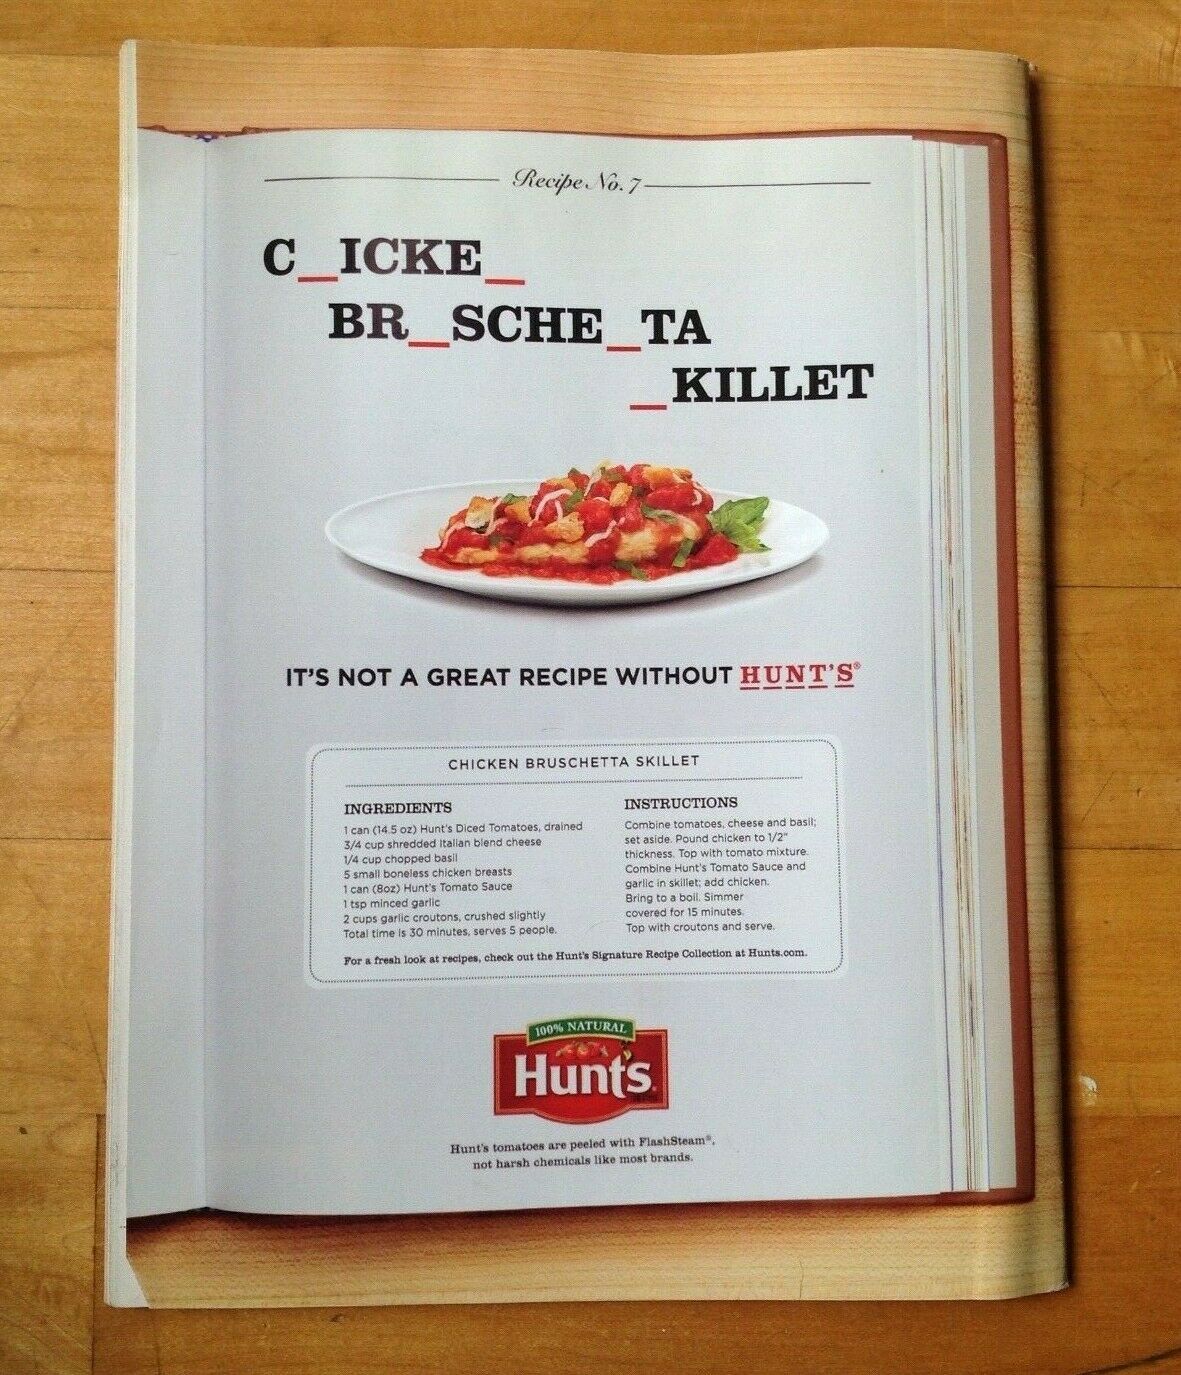 Recipe No. 7
C_ICKE_
BR_SCHE_TA
_KILLET
IT'S NOT A GREAT RECIPE WITHOUT HUNT'S®
CHICKEN BRUSCHETTA SKILLET
INGREDIENTS
1 can (14.5 oz) Hunt's Diced Tomatoes, drained
3/4 cup shredded Italian blend cheese
1/4 cup chopped basil
5 small boneless chicken breasts
1 can (8oz) Hunt's Tomato Sauce
1 tsp minced garlic
2 cups garlic croutons, crushed slightly
Total time is 30 minutes, serves 5 people.
INSTRUCTIONS
Combine tomatoes, cheese and basil;
set aside. Pound chicken to 1/2"
thickness. Top with tomato mixture.
Combine Hunt's Tomato Sauce and
garlic in skillet; add chicken.
Bring to a boil. Simmer
covered for 15 minutes.
Top with croutons and serve.
For a fresh look at recipes, check out the Hunt's Signature Recipe Collection at Hunts.com.
100% NATURAL
Hunt's
Hunt's tomatoes are peeled with FlashSteam®,
not harsh chemicals like most brands.